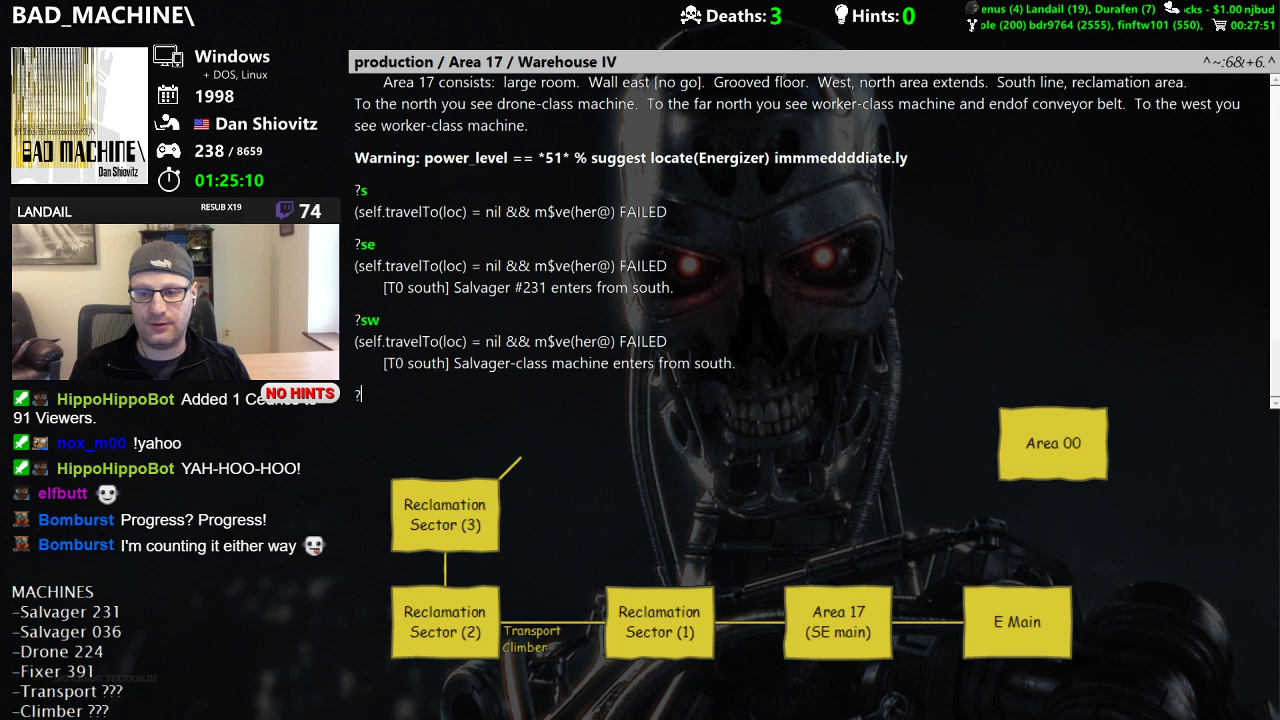 BAD_MACHINE\
Deaths: 3
Hints: 0
enus (4) Landail (19), Durafen (7)
cks - $1.00 njbud
ole (200) bdr9764 (2555), finftw101 (550),
00:27:51
BAD MACHINE\
Dan Shiovitz
Windows
+ DOS, Linux
1998
Dan Shiovitz
238 / 8659
01:25:10
LANDAIL
RESUB X19
74
NO HINTS
HippoHippoBot Added 1 to
91 Viewers.
nox_m00 !yahoo
HippoHippoBot YAH-HOO-HOO!
elfbutt
Bomburst Progress? Progress!
Bomburst I'm counting it either way
MACHINES
-Salvager 231
-Salvager 036
-Drone 224
-Fixer 391
-Transport ???
-Climber ???
production / Area 17 / Warehouse IV
^~:6&+6.^
Area 17 consists: large room. Wall east [no go]. Grooved floor. West, north area extends. South line, reclamation area.
To the north you see drone-class machine. To the far north you see worker-class machine and endof conveyor belt. To the west you
see worker-class machine.
Warning: power_level == *51* % suggest locate(Energizer) immmeddddiate.ly
?s
(self.travelTo(loc) = nil && m$ve(her@) FAILED
?se
(self.travelTo(loc) = nil && m$ve(her@) FAILED
[T0 south] Salvager #231 enters from south.
?sw
(self.travelTo(loc) = nil && m$ve(her@) FAILED
[T0 south] Salvager-class machine enters from south.
?
Area 00
Reclamation
Sector (3)
Reclamation
Sector (2)
Transport
Climber
Reclamation
Sector (1)
Area 17
(SE main)
E Main